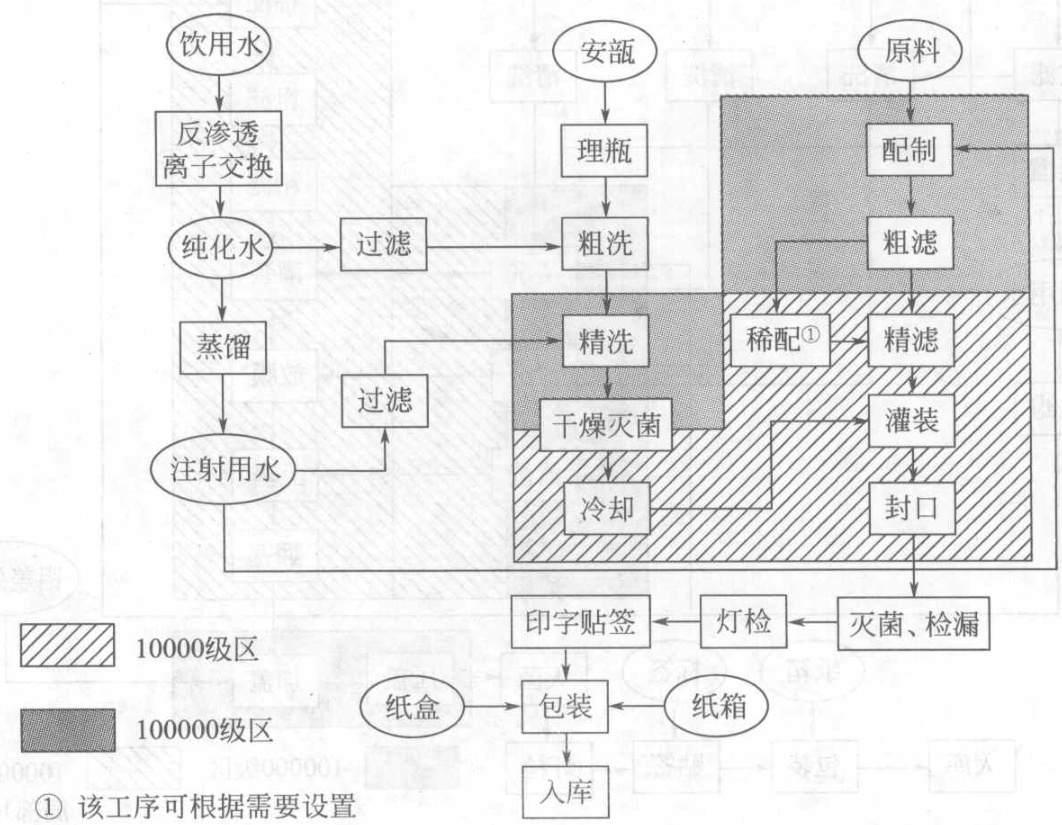 饮用水
安瓿
原料
反渗透
离子交换
理瓶
配制
纯化水
过滤
粗洗
粗滤
蒸馏
过滤
精洗
稀配①
精滤
干燥灭菌
灌装
注射用水
冷却
封口
印字贴签
灯检
灭菌、检漏
10000级区
纸盒
包装
纸箱
100000级区
入库
① 该工序可根据需要设置